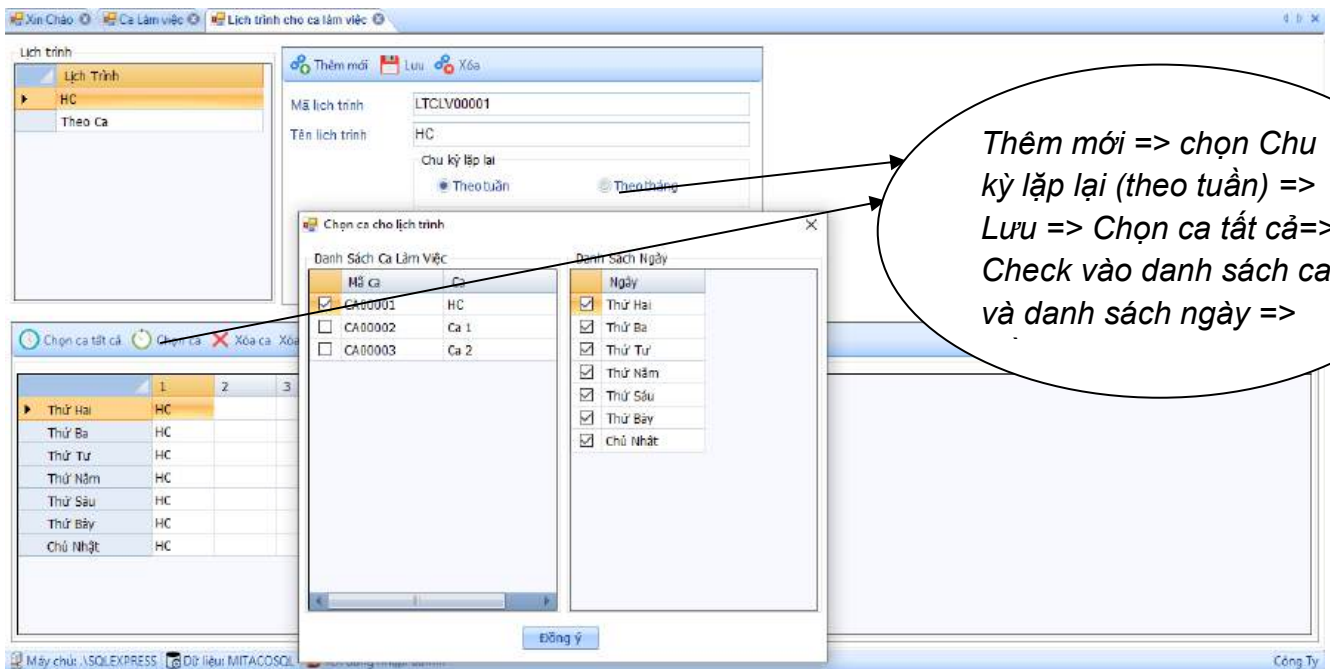 Xin Chào Ca Làm việc Lịch trình cho ca làm việc
Lịch trình
Lịch Trình
HC
Theo Ca
Thêm mới Lưu Xóa
Mã lịch trình LTCLV00001
Tên lịch trình HC
Chu kỳ lặp lại
Theo tuần Theo tháng
Thêm mới => chọn Chu
kỳ lặp lại (theo tuần) =>
Lưu => Chọn ca tất cả=>
Check vào danh sách ca
và danh sách ngày =>
Chọn ca cho lịch trình
Danh Sách Ca Làm Việc
Mã ca Ca
CA00001 HC
CA00002 Ca 1
CA00003 Ca 2
Danh Sách Ngày
Ngày
Thứ Hai
Thứ Ba
Thứ Tư
Thứ Năm
Thứ Sáu
Thứ Bảy
Chủ Nhật
Đồng ý
Chọn ca tất cả Chọn ca Xóa ca
1 2 3
Thứ Hai HC
Thứ Ba HC
Thứ Tư HC
Thứ Năm HC
Thứ Sáu HC
Thứ Bảy HC
Chủ Nhật HC
Máy chủ: .\SQLEXPRESS Dữ liệu: MITACOSQL
Công Ty